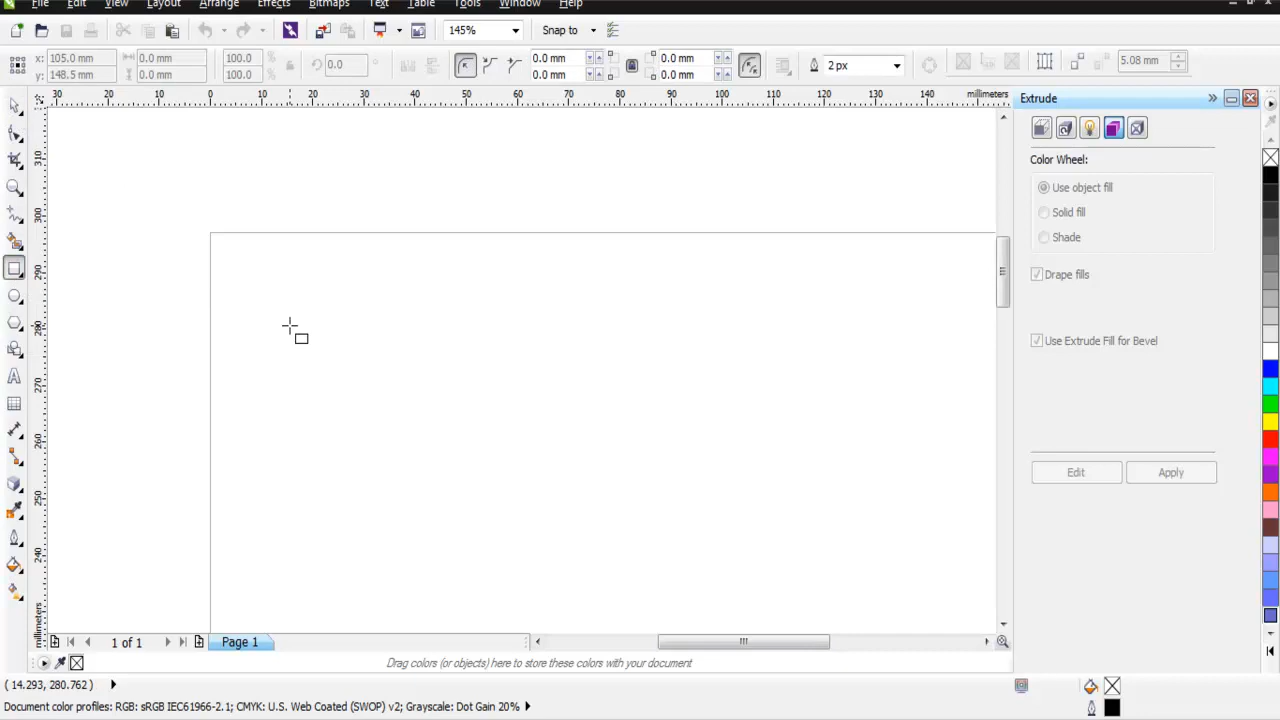 File Edit View Layout Arrange Effects Bitmaps Text Table Tools Window Help
145% Snap to
x: 105.0 mm 0.0 mm 100.0 % 0.0 0.0 mm 0.0 mm 2 px 5.08 mm
y: 148.5 mm 0.0 mm 100.0 % 0.0 mm 0.0 mm
30 20 10 0 10 20 30 40 50 60 70 80 90 100 110 120 130 140 millimeters
310
300
290
280
270
260
250
240
millimeters
Extrude
Color Wheel:
Use object fill
Solid fill
Shade
Drape fills
Use Extrude Fill for Bevel
Edit Apply
1 of 1 Page 1
Drag colors (or objects) here to store these colors with your document
( 14.293, 280.762 )
Document color profiles: RGB: sRGB IEC61966-2.1; CMYK: U.S. Web Coated (SWOP) v2; Grayscale: Dot Gain 20%